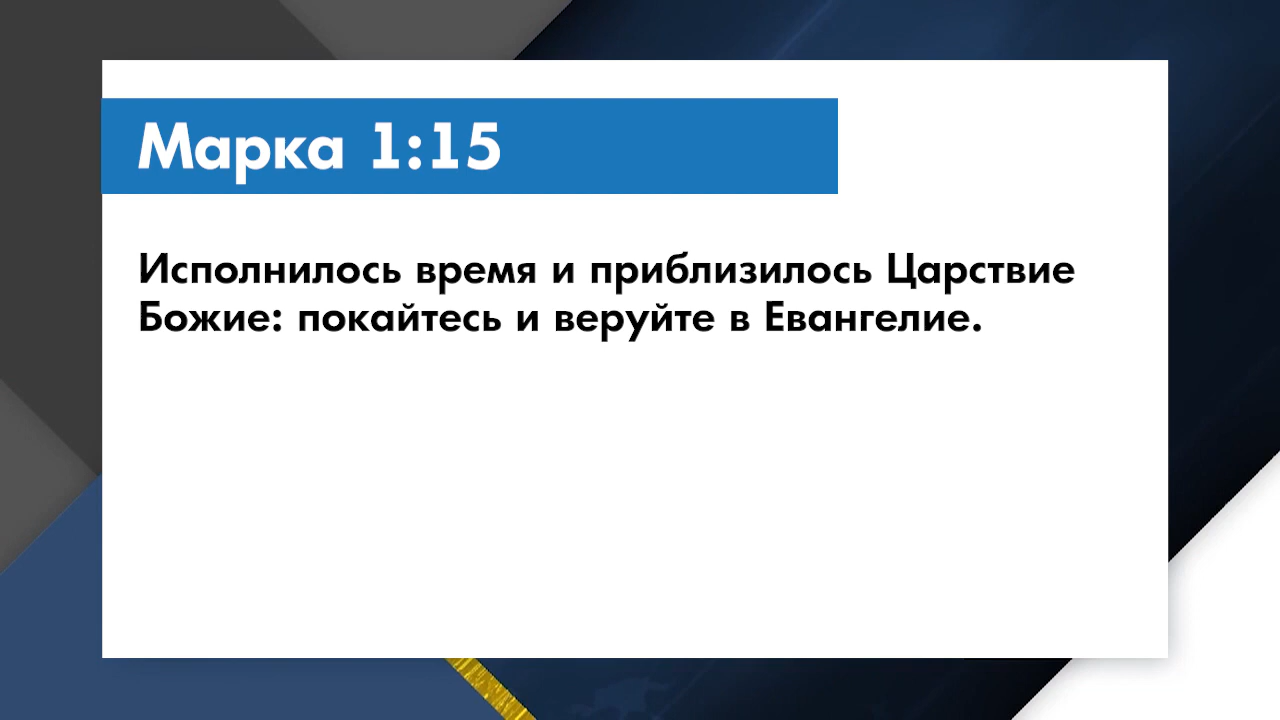 Марка 1:15
Исполнилось время и приблизилось Царствие
Божие: покайтесь и веруйте в Евангелие.